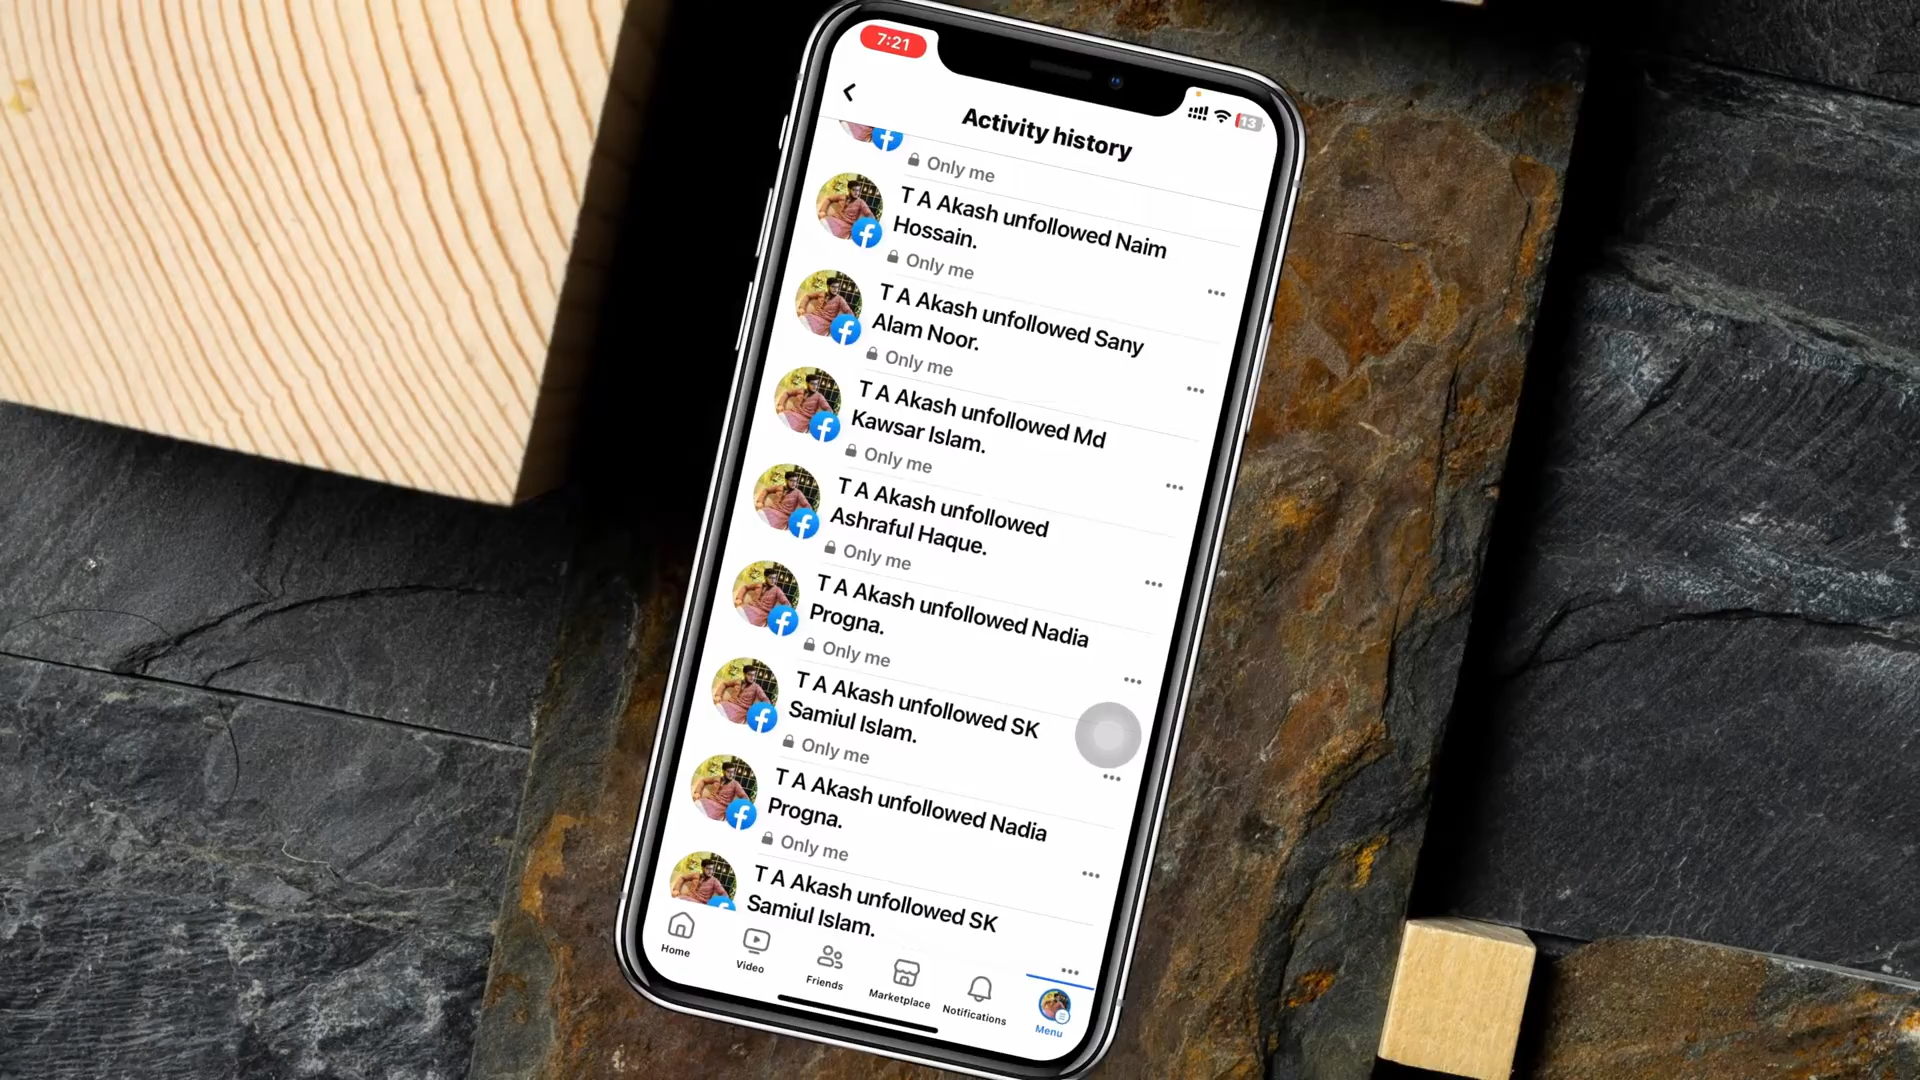 7:21
13
Activity history
Only me
T A Akash unfollowed Naim
Hossain.
Only me
T A Akash unfollowed Sany
Alam Noor.
Only me
T A Akash unfollowed Md
Kawsar Islam.
Only me
T A Akash unfollowed
Ashraful Haque.
Only me
T A Akash unfollowed Nadia
Progna.
Only me
T A Akash unfollowed SK
Samiul Islam.
Only me
T A Akash unfollowed Nadia
Progna.
Only me
T A Akash unfollowed SK
Samiul Islam.
Home
Video
Friends
Marketplace
Notifications
Menu